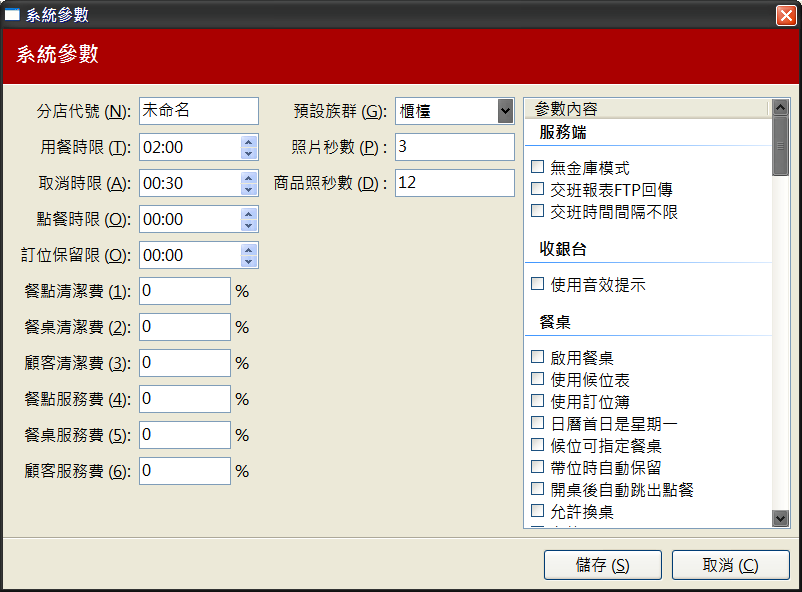 系統參數
系統參數
分店代號 (N): 未命名
用餐時限 (T): 02:00
取消時限 (A): 00:30
點餐時限 (O): 00:00
訂位保留限 (O): 00:00
餐點清潔費 (1): 0 %
餐桌清潔費 (2): 0 %
顧客清潔費 (3): 0 %
餐點服務費 (4): 0 %
餐桌服務費 (5): 0 %
顧客服務費 (6): 0 %
預設族群 (G): 櫃檯
照片秒數 (P) : 3
商品照秒數 (D) : 12
參數內容
服務端
無金庫模式
交班報表FTP回傳
交班時間間隔不限
收銀台
使用音效提示
餐桌
啟用餐桌
使用候位表
使用訂位簿
日曆首日是星期一
候位可指定餐桌
帶位時自動保留
開桌後自動跳出點餐
允許換桌
儲存 (S)
取消 (C)